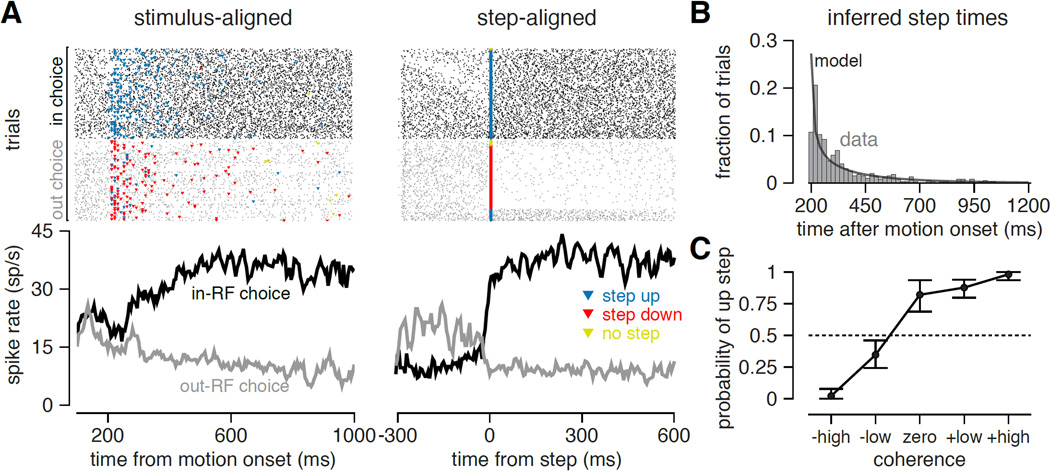 A
stimulus-aligned
step-aligned
trials
in choice
out choice
45
30
15
0
spike rate (sp/s)
in-RF choice
out-RF choice
step up
step down
no step
200
600
1000
-300
0
300
600
time from motion onset (ms)
time from step (ms)
B
inferred step times
0.3
0.2
0.1
0
fraction of trials
model
data
200
450
700
950
1200
time after motion onset (ms)
C
1
0.75
0.5
0.25
0
probability of up step
-high
-low
zero
+low
+high
coherence